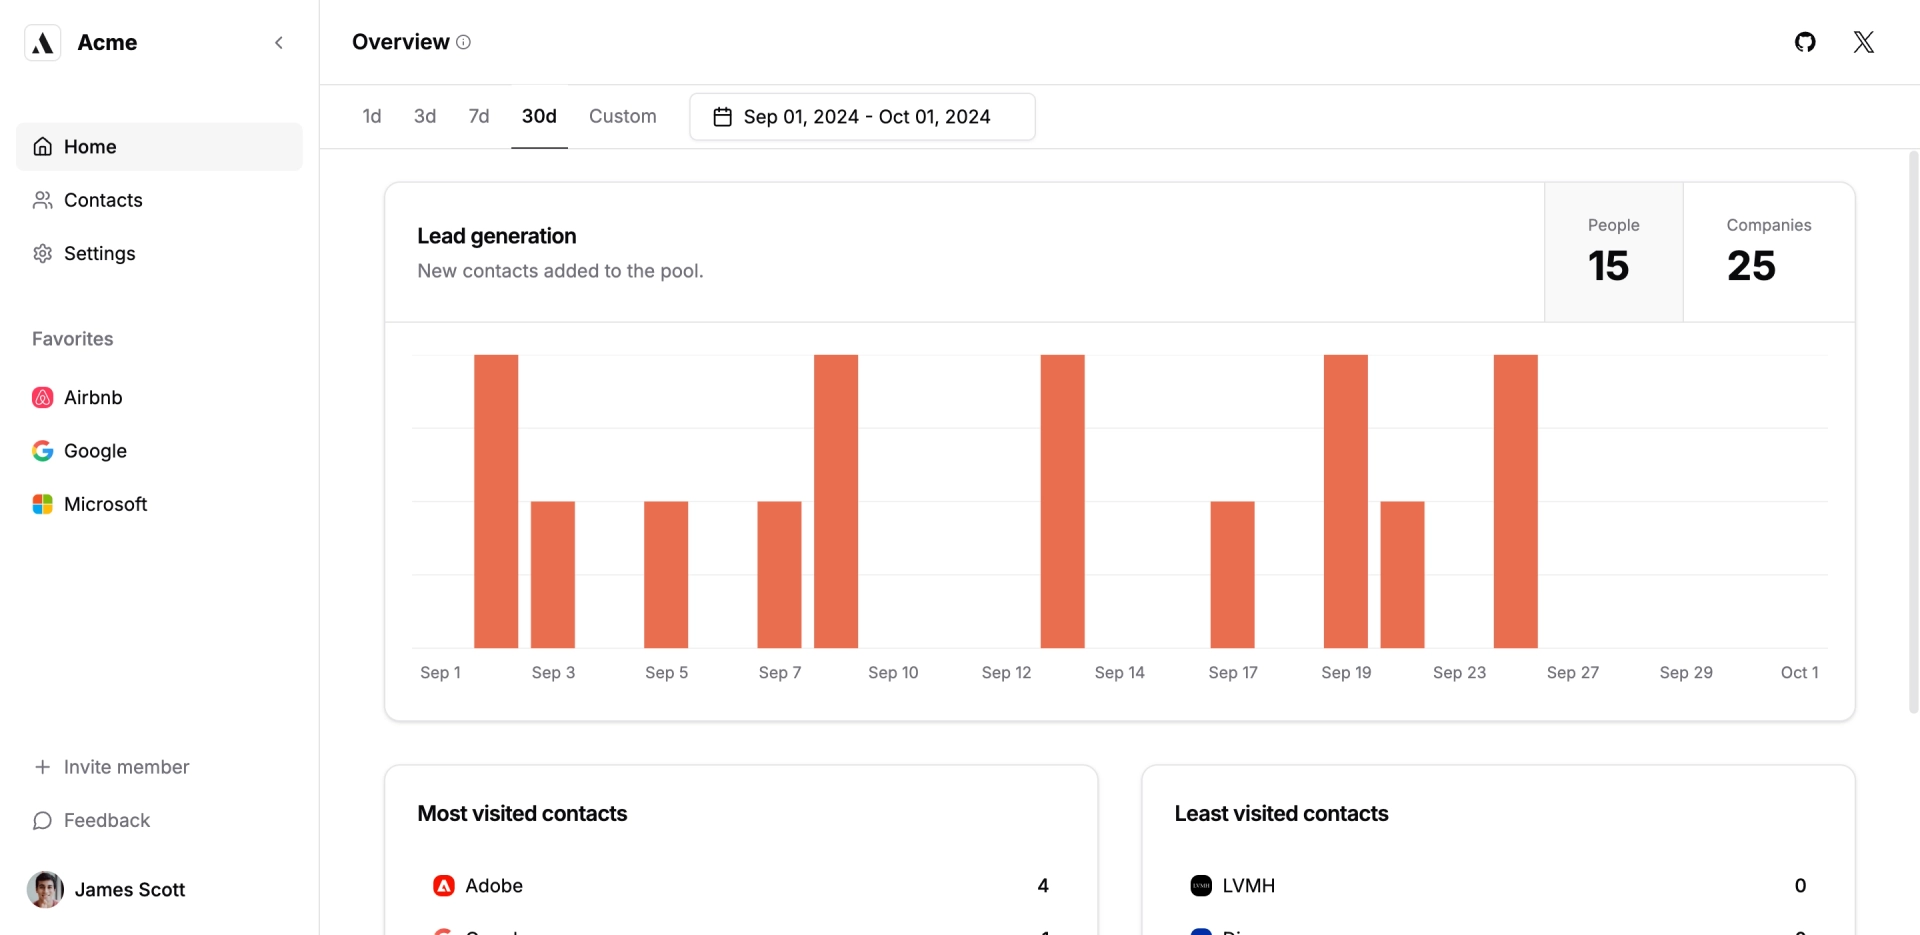 Acme
Overview
1d 3d 7d 30d Custom Sep 01, 2024 - Oct 01, 2024
Home
Contacts
Settings
Favorites
Airbnb
Google
Microsoft
Invite member
Feedback
James Scott
Lead generation
New contacts added to the pool.
People
15
Companies
25
Sep 1 Sep 3 Sep 5 Sep 7 Sep 10 Sep 12 Sep 14 Sep 17 Sep 19 Sep 23 Sep 27 Sep 29 Oct 1
Most visited contacts
Adobe 4
Least visited contacts
LVMH 0